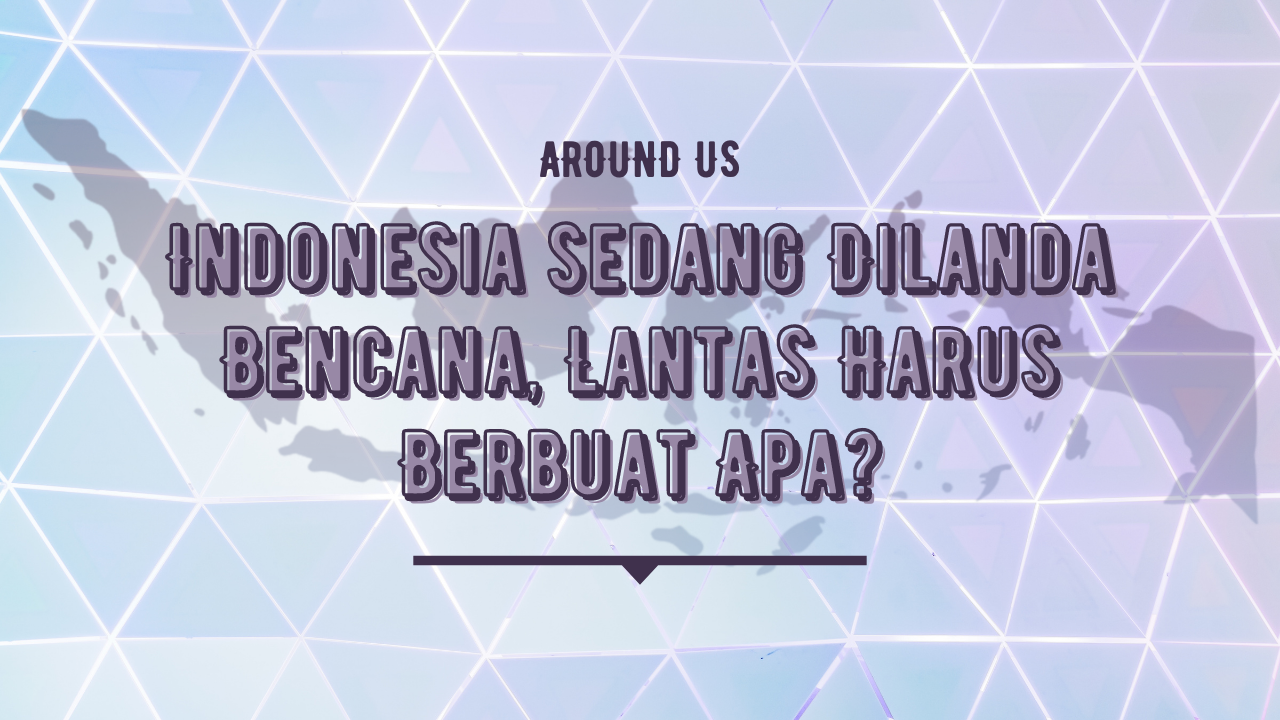 AROUND US
INDONESIA SEDANG DILANDA
BENCANA, LANTAS HARUS
BERBUAT APA?